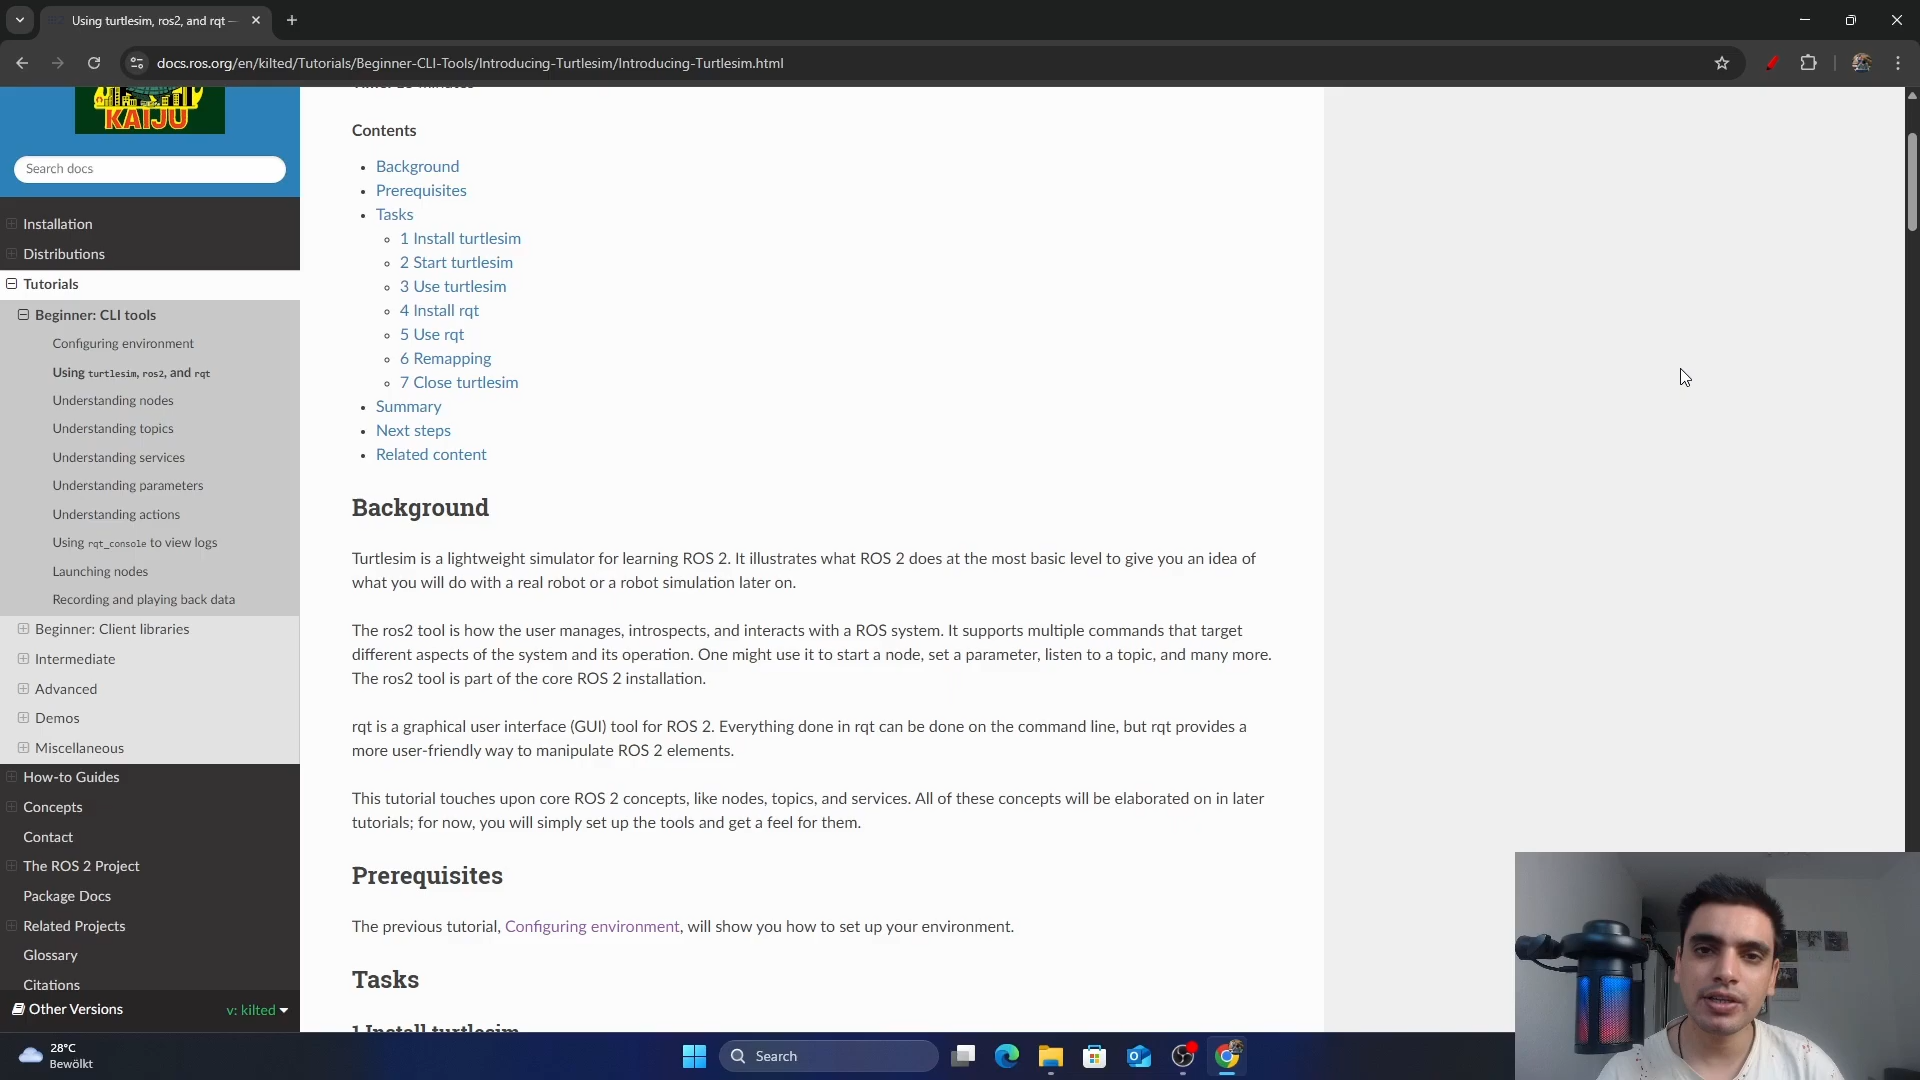 Using turtlesim, ros2, and rqt —
docs.ros.org/en/kilted/Tutorials/Beginner-CLI-Tools/Introducing-Turtlesim/Introducing-Turtlesim.html
KAIJU
Search docs
Installation
Distributions
Tutorials
Beginner: CLI tools
Configuring environment
Using turtlesim, ros2, and rqt
Understanding nodes
Understanding topics
Understanding services
Understanding parameters
Understanding actions
Using rqt_console to view logs
Launching nodes
Recording and playing back data
Beginner: Client libraries
Intermediate
Advanced
Demos
Miscellaneous
How-to Guides
Concepts
Contact
The ROS 2 Project
Package Docs
Related Projects
Glossary
Citations
Other Versions
v: kilted
Contents
Background
Prerequisites
Tasks
1 Install turtlesim
2 Start turtlesim
3 Use turtlesim
4 Install rqt
5 Use rqt
6 Remapping
7 Close turtlesim
Summary
Next steps
Related content
Background
Turtlesim is a lightweight simulator for learning ROS 2. It illustrates what ROS 2 does at the most basic level to give you an idea of
what you will do with a real robot or a robot simulation later on.
The ros2 tool is how the user manages, introspects, and interacts with a ROS system. It supports multiple commands that target
different aspects of the system and its operation. One might use it to start a node, set a parameter, listen to a topic, and many more.
The ros2 tool is part of the core ROS 2 installation.
rqt is a graphical user interface (GUI) tool for ROS 2. Everything done in rqt can be done on the command line, but rqt provides a
more user-friendly way to manipulate ROS 2 elements.
This tutorial touches upon core ROS 2 concepts, like nodes, topics, and services. All of these concepts will be elaborated on in later
tutorials; for now, you will simply set up the tools and get a feel for them.
Prerequisites
The previous tutorial, Configuring environment, will show you how to set up your environment.
Tasks
1 Install turtlesim
28°C
Bewölkt
Search